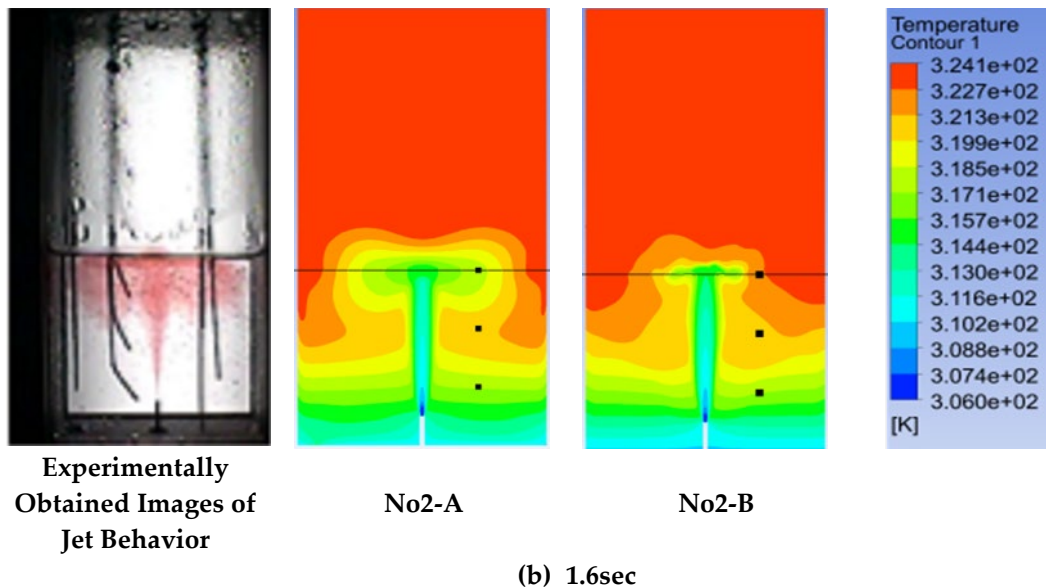 Temperature
Contour 1
3.241e+02
3.227e+02
3.213e+02
3.199e+02
3.185e+02
3.171e+02
3.157e+02
3.144e+02
3.130e+02
3.116e+02
3.102e+02
3.088e+02
3.074e+02
3.060e+02
[K]
Experimentally
Obtained Images of
Jet Behavior
No2-A
No2-B
(b) 1.6sec